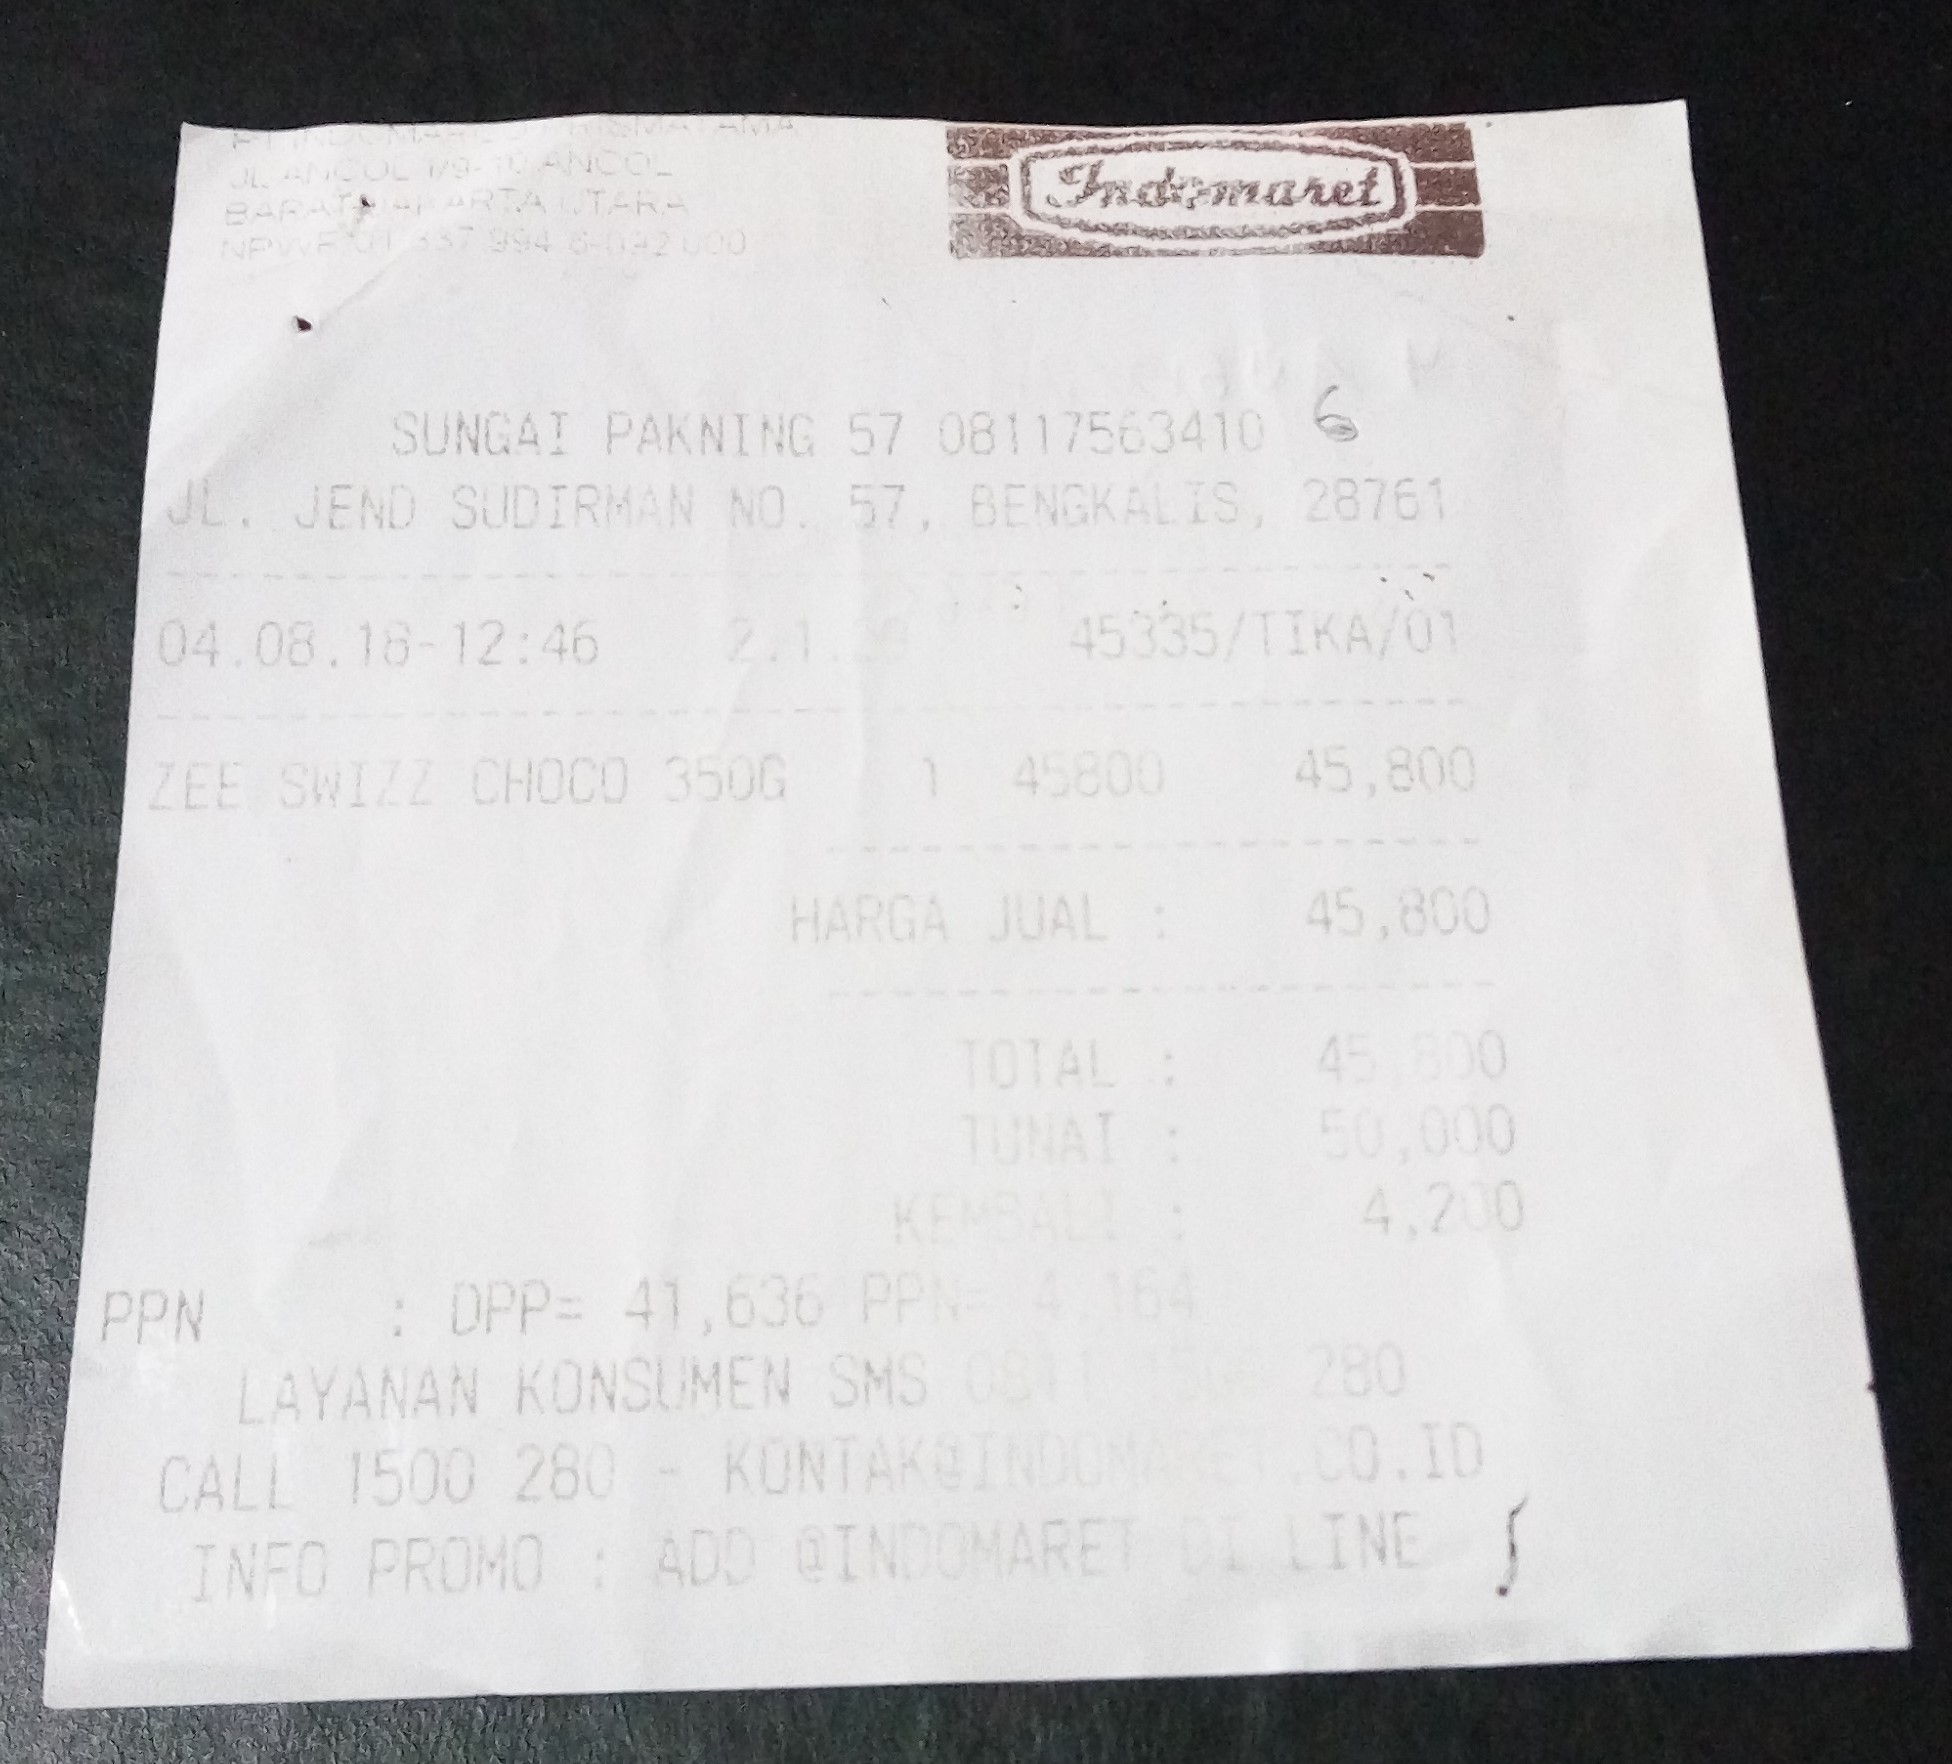 PT INDOMARCO PRISMATAMA
JL ANCOL 1/9-10 ANCOL
BARAT JAKARTA UTARA
NPWP 01 337 994 6-092 000
Indomaret
SUNGAI PAKNING 57 08117563410 6
JL. JEND SUDIRMAN NO. 57, BENGKALIS, 28761
04.08.18-12:46 45335/TIKA/01
ZEE SWIZZ CHOCO 350G 1 45800 45,800
HARGA JUAL : 45,800
TOTAL : 45,800
TUNAI : 50,000
KEMBALI : 4,200
PPN : DPP= 41,636 PPN= 4,164
LAYANAN KONSUMEN SMS 0811 280
CALL 1500 280 - KONTAK@INDOMARET.CO.ID
INFO PROMO : ADD @INDOMARET DI LINE